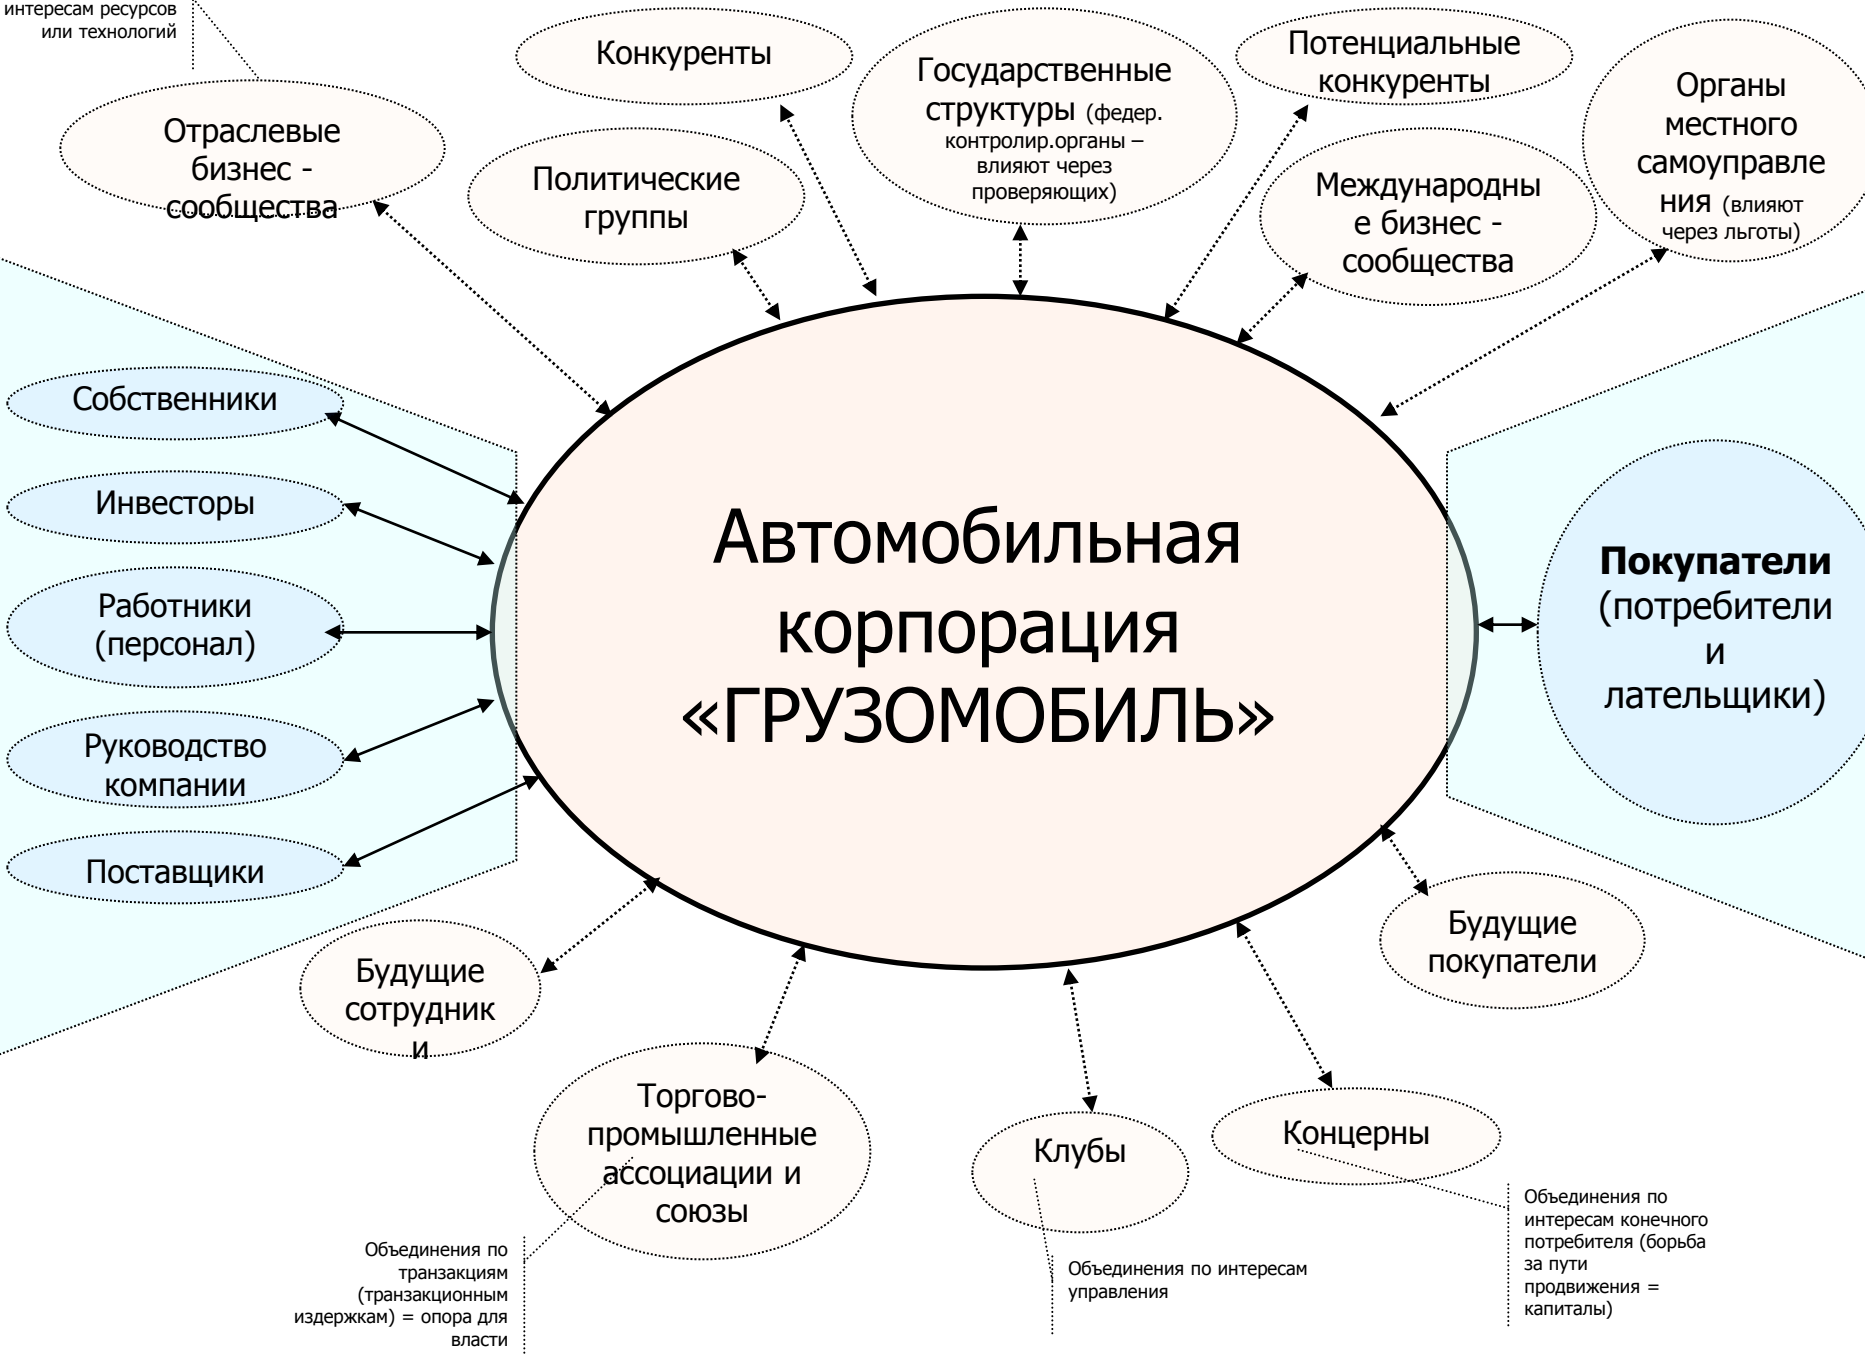 интересам ресурсов
или технологий
Конкуренты
Государственные
структуры (федер.
контролир.органы –
влияют через
проверяющих)
Потенциальные
конкуренты
Органы
местного
самоуправле
ния (влияют
через льготы)
Отраслевые
бизнес -
сообщества
Политические
группы
Международны
е бизнес -
сообщества
Собственники
Инвесторы
Работники
(персонал)
Руководство
компании
Поставщики
Автомобильная
корпорация
«ГРУЗОМОБИЛЬ»
Покупатели
(потребители
и
лательщики)
Будущие
сотрудник
и
Будущие
покупатели
Торгово-
промышленные
ассоциации и
союзы
Клубы
Концерны
Объединения по
транзакциям
(транзакционным
издержкам) = опора для
власти
Объединения по интересам
управления
Объединения по
интересам конечного
потребителя (борьба
за пути
продвижения =
капиталы)